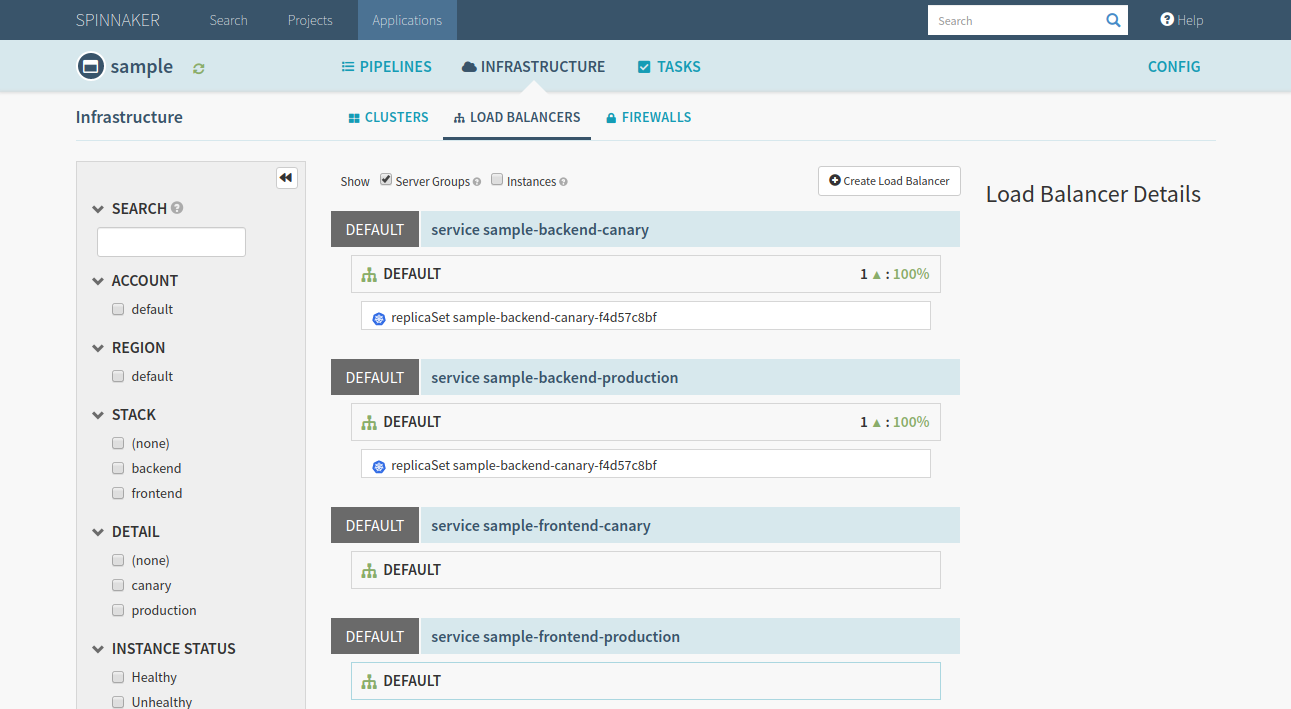 SPINNAKER Search Projects Applications Search Help
sample PIPELINES INFRASTRUCTURE TASKS CONFIG
Infrastructure CLUSTERS LOAD BALANCERS FIREWALLS
SEARCH
ACCOUNT
default
REGION
default
STACK
(none)
backend
frontend
DETAIL
(none)
canary
production
INSTANCE STATUS
Healthy
Unhealthy
Show Server Groups Instances Create Load Balancer
DEFAULT service sample-backend-canary
DEFAULT 1 ▲ : 100%
replicaSet sample-backend-canary-f4d57c8bf
DEFAULT service sample-backend-production
DEFAULT 1 ▲ : 100%
replicaSet sample-backend-canary-f4d57c8bf
DEFAULT service sample-frontend-canary
DEFAULT
DEFAULT service sample-frontend-production
DEFAULT
Load Balancer Details